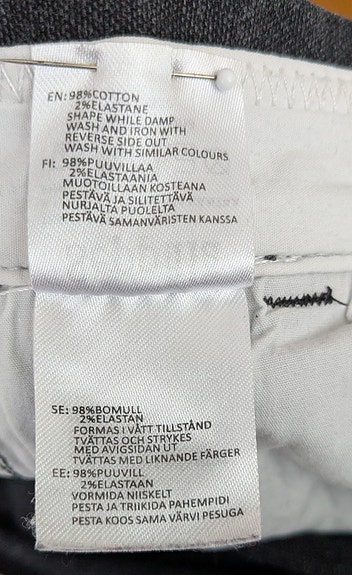 EN: 98%COTTON
2%ELASTANE
SHAPE WHILE DAMP
WASH AND IRON WITH
REVERSE SIDE OUT
WASH WITH SIMILAR COLOURS
FI: 98%PUUVILLAA
2%ELASTAANIA
MUOTOILLAAN KOSTEANA
PESTÄVÄ JA SILITETTÄVÄ
NURJALTA PUOLELTA
PESTÄVÄ SAMANVÄRISTEN KANSSA
SE: 98%BOMULL
2%ELASTAN
FORMAS I VÅTT TILLSTÅND
TVÄTTAS OCH STRYKES
MED AVIGSIDAN UT
TVÄTTAS MED LIKNANDE FÄRGER
EE: 98%PUUVILL
2%ELASTAAN
VORMIDA NIISKELT
PESTA JA TRIIKIDA PAHEMPIDI
PESTA KOOS SAMA VÄRVI PESUGA